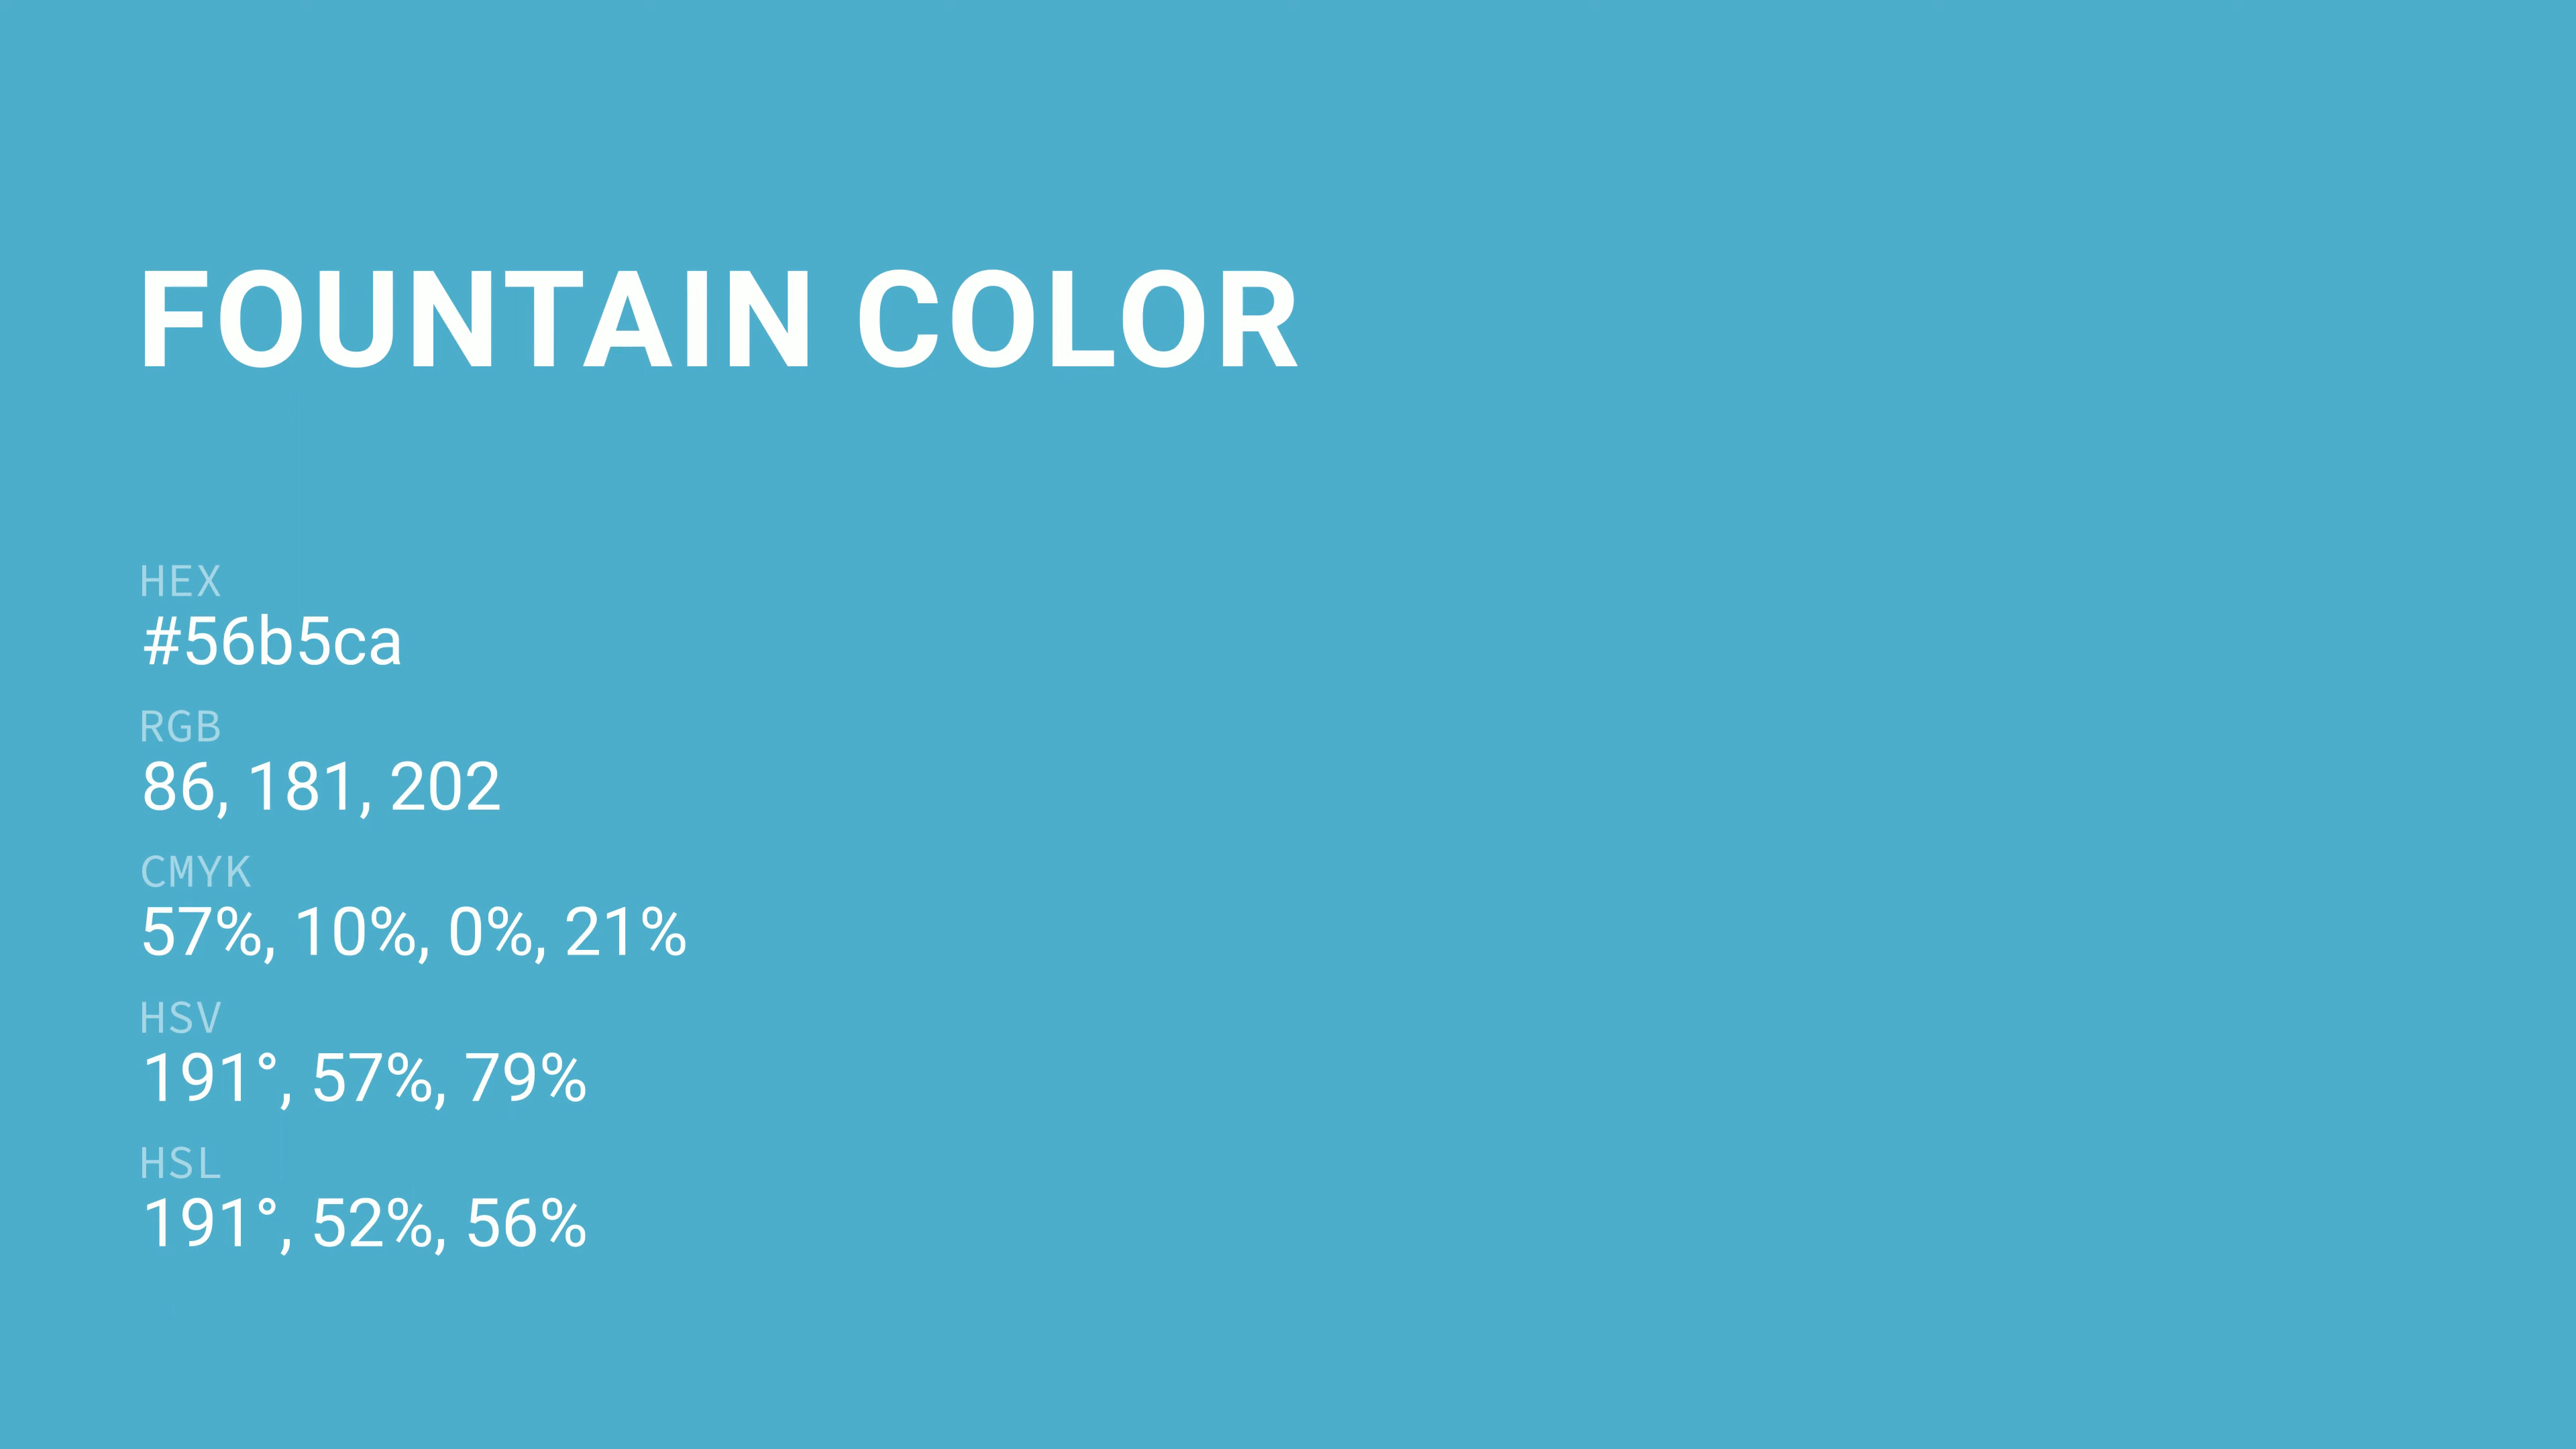 FOUNTAIN COLOR
HEX
#56b5ca
RGB
86, 181, 202
CMYK
57%, 10%, 0%, 21%
HSV
191°, 57%, 79%
HSL
191°, 52%, 56%